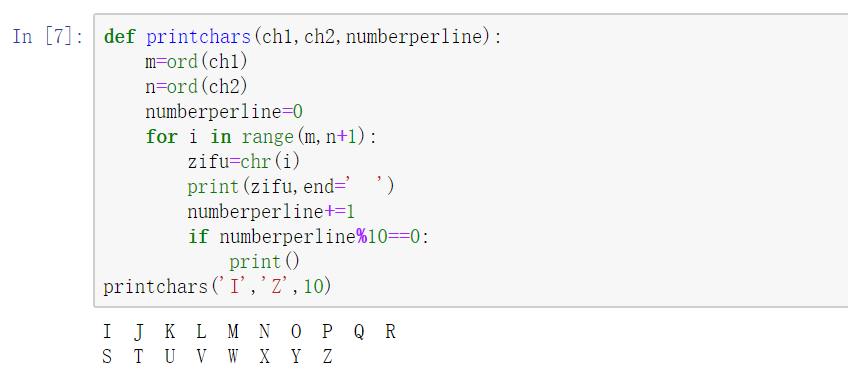 In [7]: def printchars(ch1,ch2,numberperline):
    m=ord(ch1)
    n=ord(ch2)
    numberperline=0
    for i in range(m,n+1):
        zifu=chr(i)
        print(zifu,end='  ')
        numberperline+=1
        if numberperline%10==0:
            print()
printchars('I','Z',10)
I  J  K  L  M  N  O  P  Q  R
S  T  U  V  W  X  Y  Z